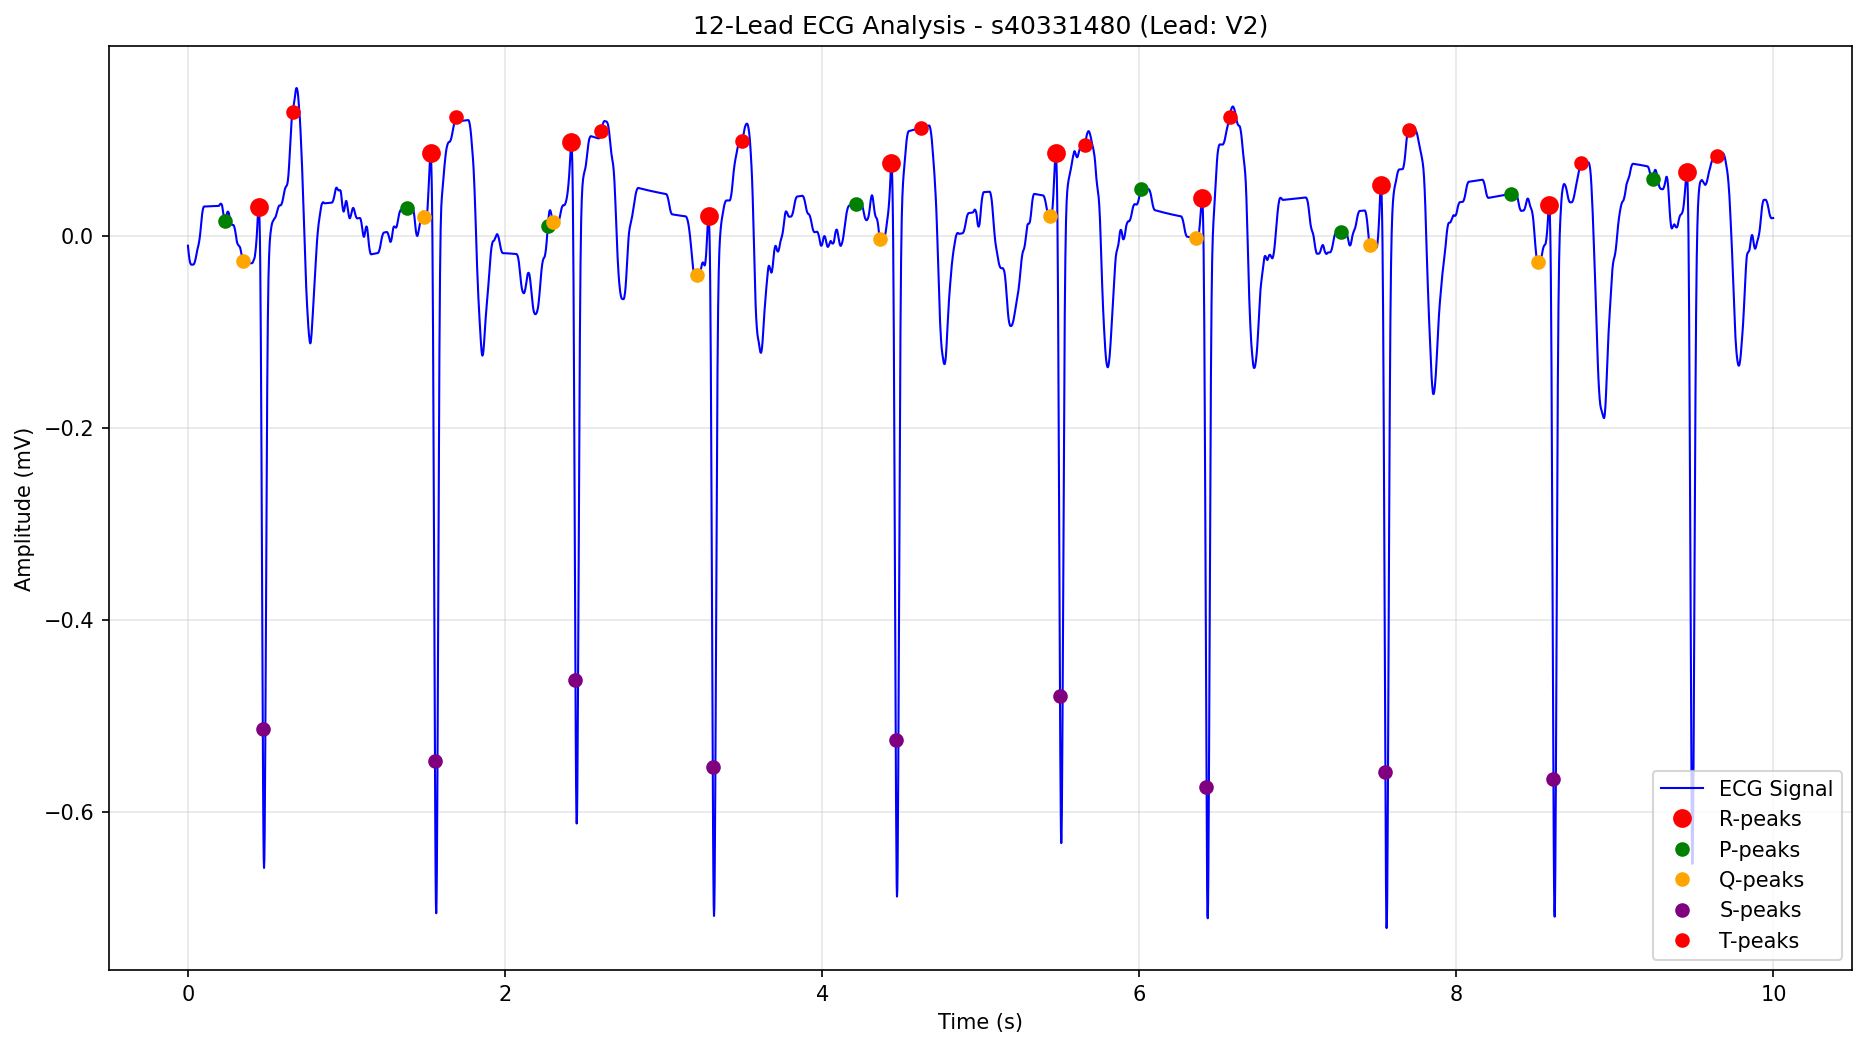 12-Lead ECG Analysis - s40331480 (Lead: V2)
Amplitude (mV)
0.0
−0.2
−0.4
−0.6
ECG Signal
R-peaks
P-peaks
Q-peaks
S-peaks
T-peaks
0 2 4 6 8 10
Time (s)